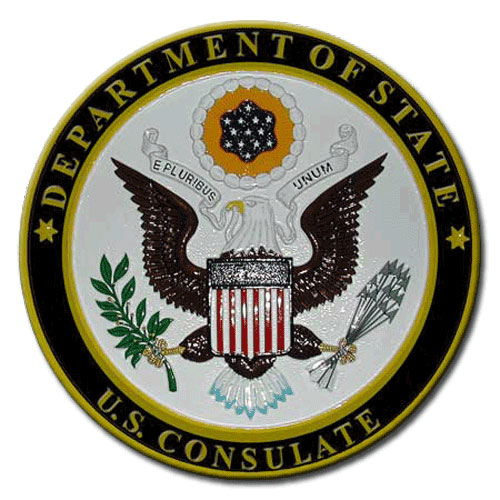 DEPARTMENT OF STATE
E PLURIBUS UNUM
U.S. CONSULATE